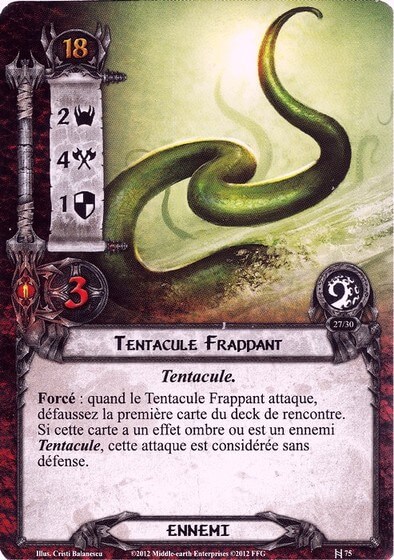 18
2
4
1
3
27/30
TENTACULE FRAPPANT
Tentacule.
Forcé : quand le Tentacule Frappant attaque,
défaussez la première carte du deck de rencontre.
Si cette carte a un effet ombre ou est un ennemi
Tentacule, cette attaque est considérée sans
défense.
ENNEMI
Illus. Cristi Balanescu
©2012 Middle-earth Enterprises ©2012 FFG
75